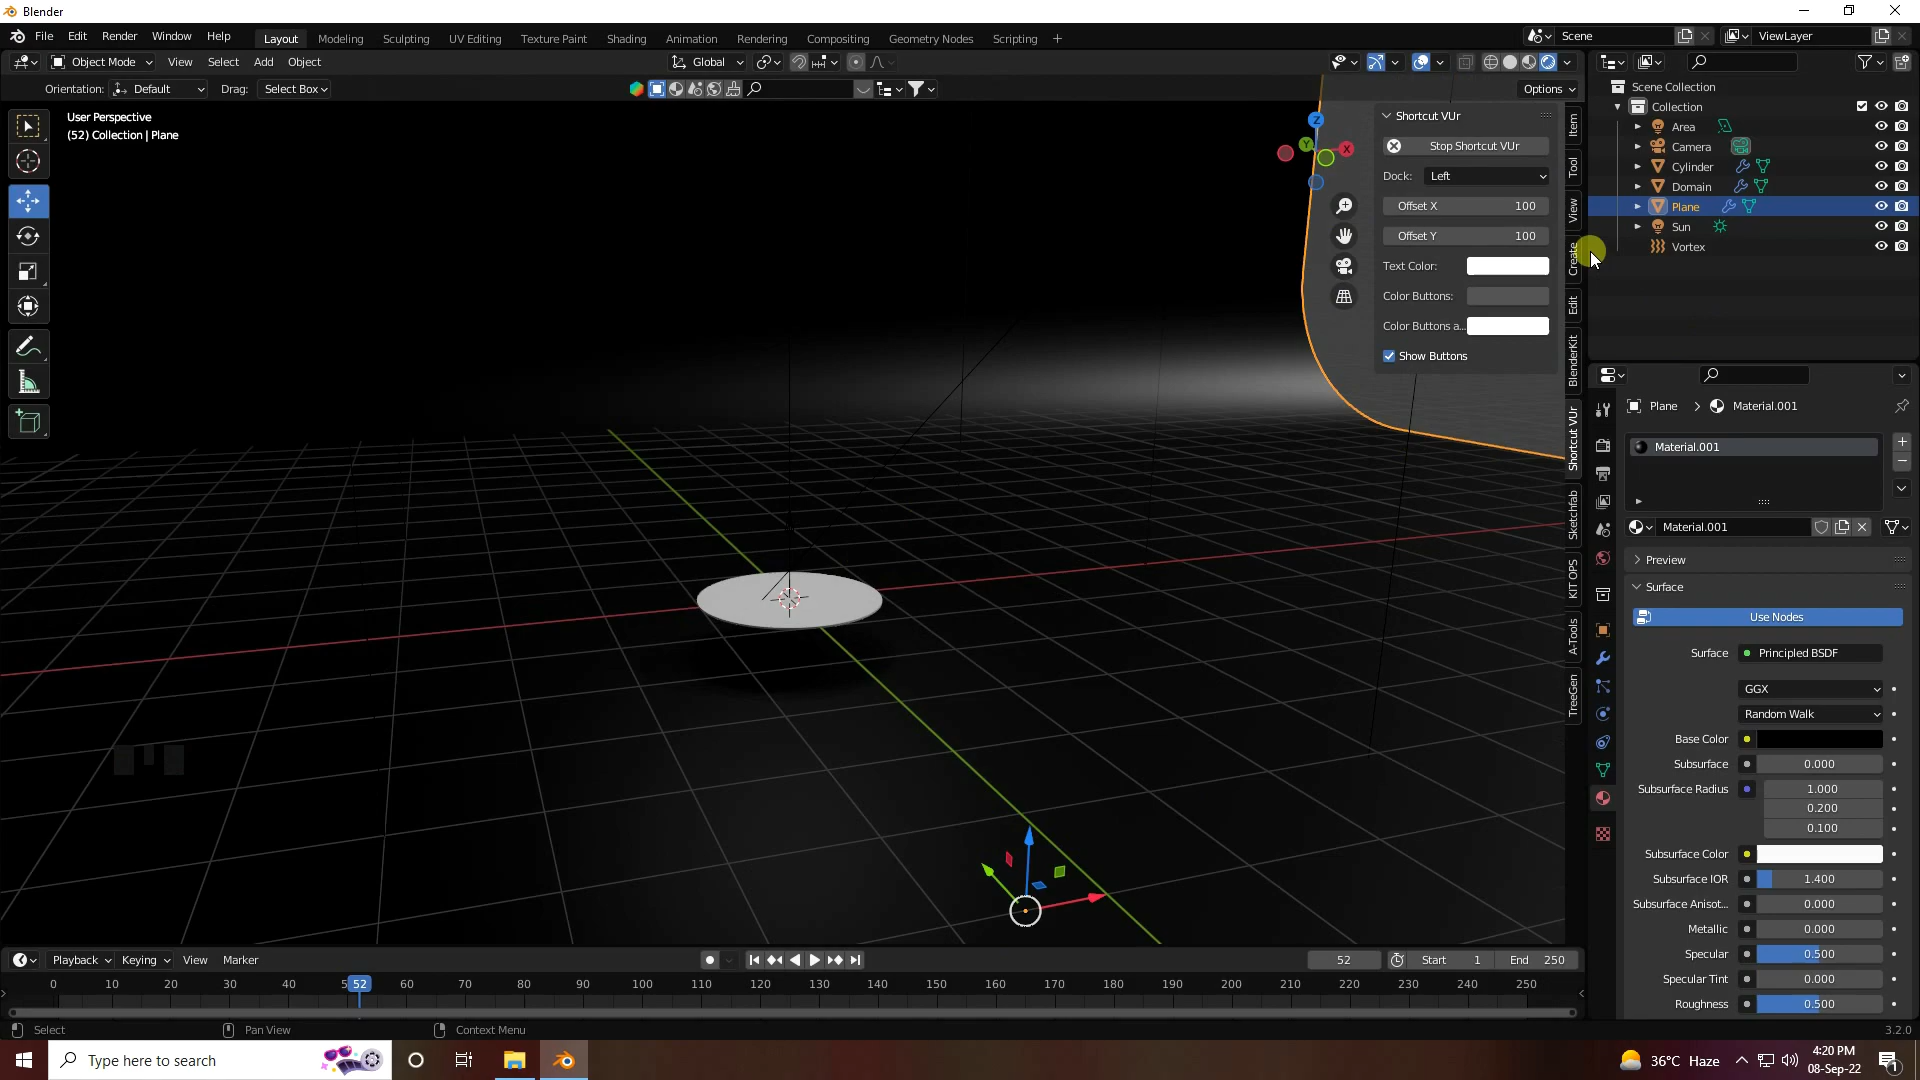 Blender
File Edit Render Window Help
Layout Modeling Sculpting UV Editing Texture Paint Shading Animation Rendering Compositing Geometry Nodes Scripting +
Scene
ViewLayer
Object Mode View Select Add Object
Global
Orientation: Default Drag: Select Box
Options
User Perspective
(52) Collection | Plane
Z
Y
X
Shortcut VUr
Stop Shortcut VUr
Dock: Left
Offset X 100
Offset Y 100
Text Color:
Color Buttons:
Color Buttons a...
Show Buttons
Item
Tool
View
Create
Edit
BlenderKit
Shortcut VUr
Sketchfab
KIT OPS
A-Tools
TreeGen
Scene Collection
Collection
Area
Camera
Cylinder
Domain
Plane
Sun
Vortex
Plane > Material.001
Material.001
Material.001
Preview
Surface
Use Nodes
Surface Principled BSDF
GGX
Random Walk
Base Color
Subsurface 0.000
Subsurface Radius 1.000
0.200
0.100
Subsurface Color
Subsurface IOR 1.400
Subsurface Anisot... 0.000
Metallic 0.000
Specular 0.500
Specular Tint 0.000
Roughness 0.500
Playback Keying View Marker
52 Start 1 End 250
0 10 20 30 40 5 52 60 70 80 90 100 110 120 130 140 150 160 170 180 190 200 210 220 230 240 250
Select Pan View Context Menu
3.2.0
Type here to search
36°C Haze
4:20 PM
08-Sep-22
1